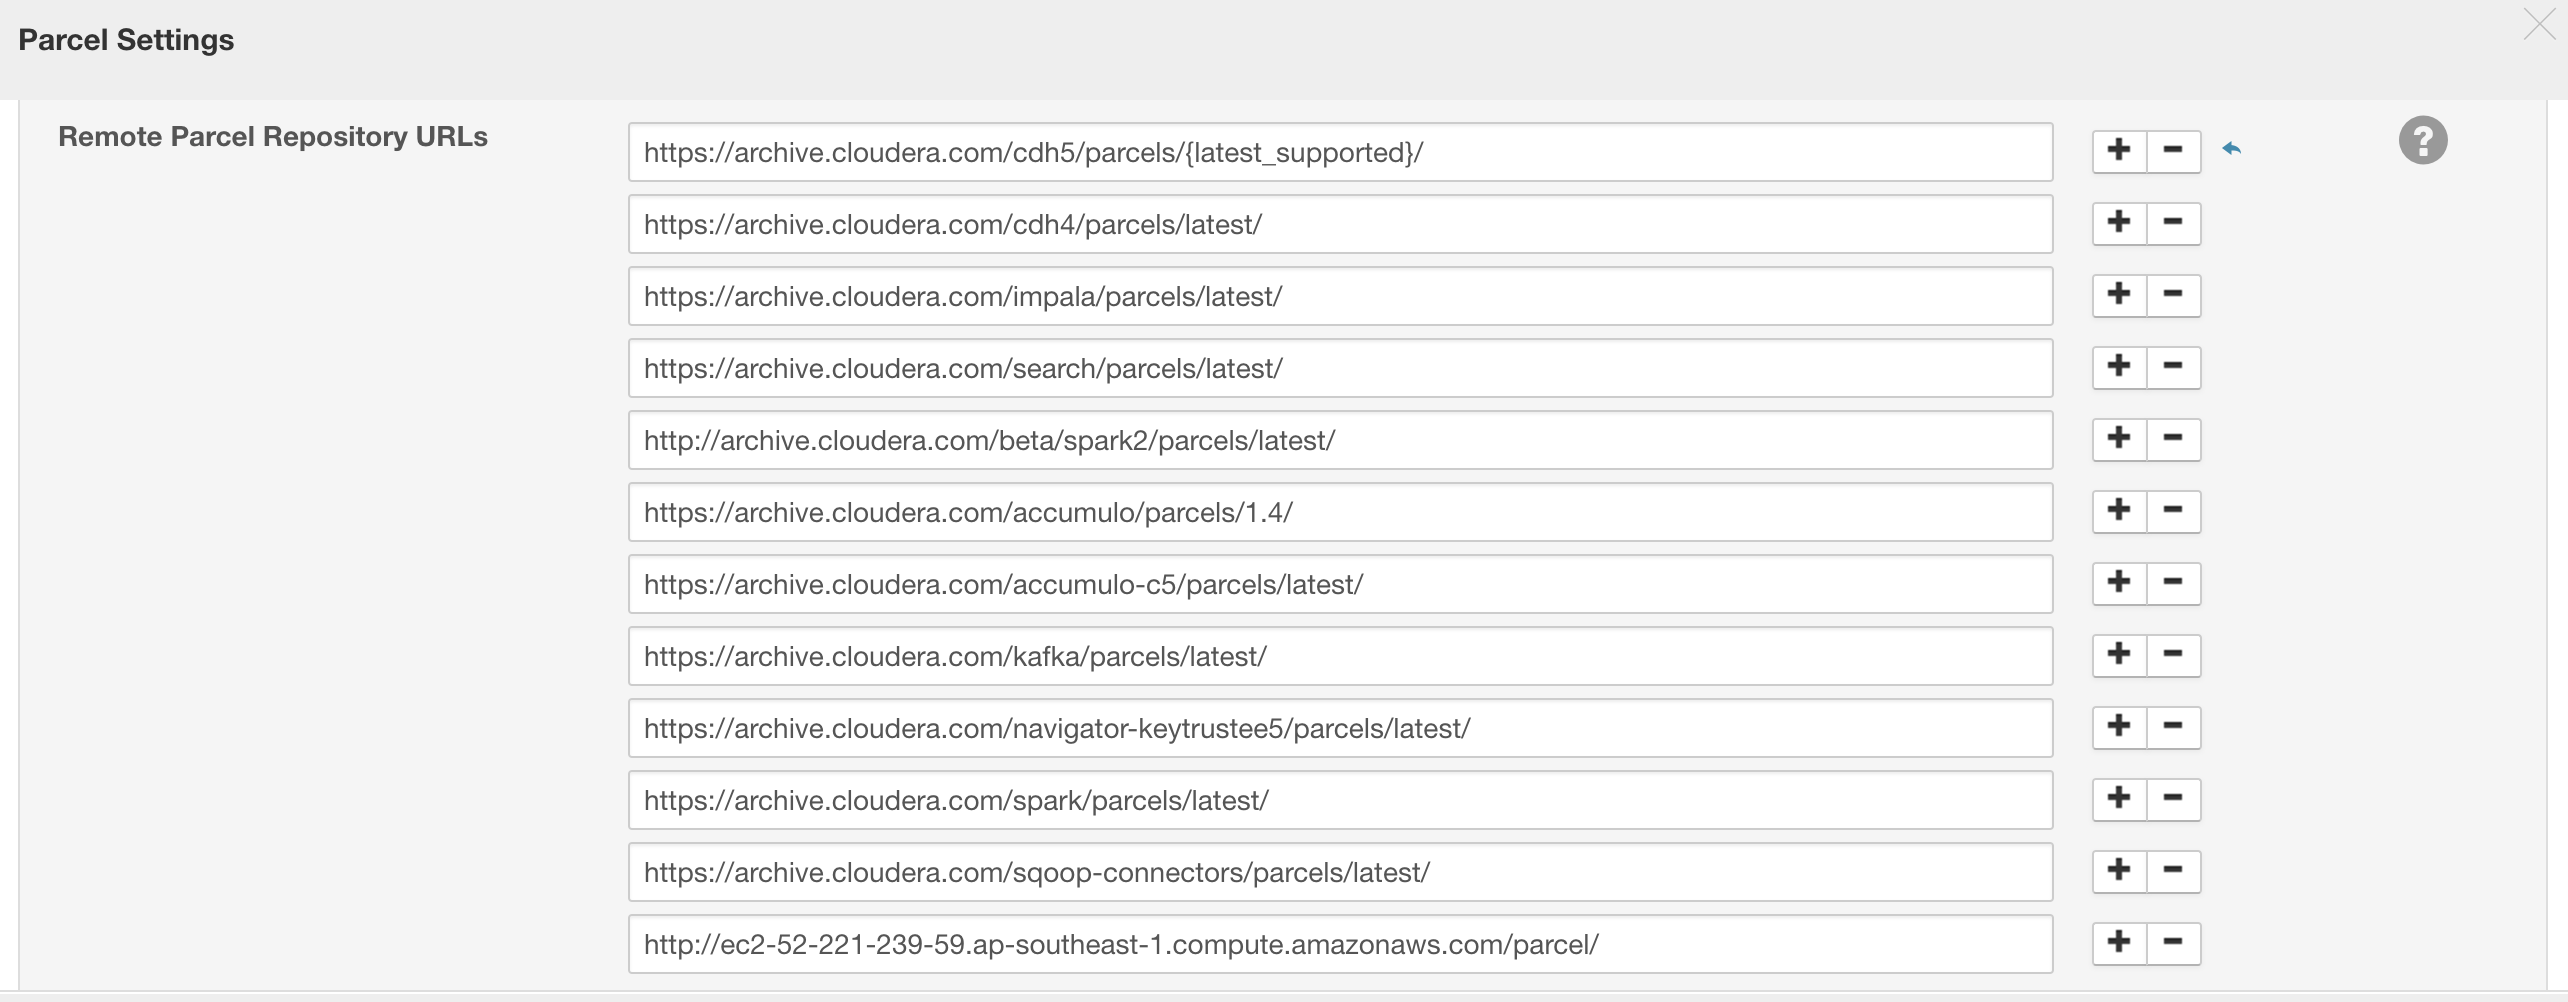 Parcel Settings
Remote Parcel Repository URLs
https://archive.cloudera.com/cdh5/parcels/{latest_supported}/
https://archive.cloudera.com/cdh4/parcels/latest/
https://archive.cloudera.com/impala/parcels/latest/
https://archive.cloudera.com/search/parcels/latest/
http://archive.cloudera.com/beta/spark2/parcels/latest/
https://archive.cloudera.com/accumulo/parcels/1.4/
https://archive.cloudera.com/accumulo-c5/parcels/latest/
https://archive.cloudera.com/kafka/parcels/latest/
https://archive.cloudera.com/navigator-keytrustee5/parcels/latest/
https://archive.cloudera.com/spark/parcels/latest/
https://archive.cloudera.com/sqoop-connectors/parcels/latest/
http://ec2-52-221-239-59.ap-southeast-1.compute.amazonaws.com/parcel/